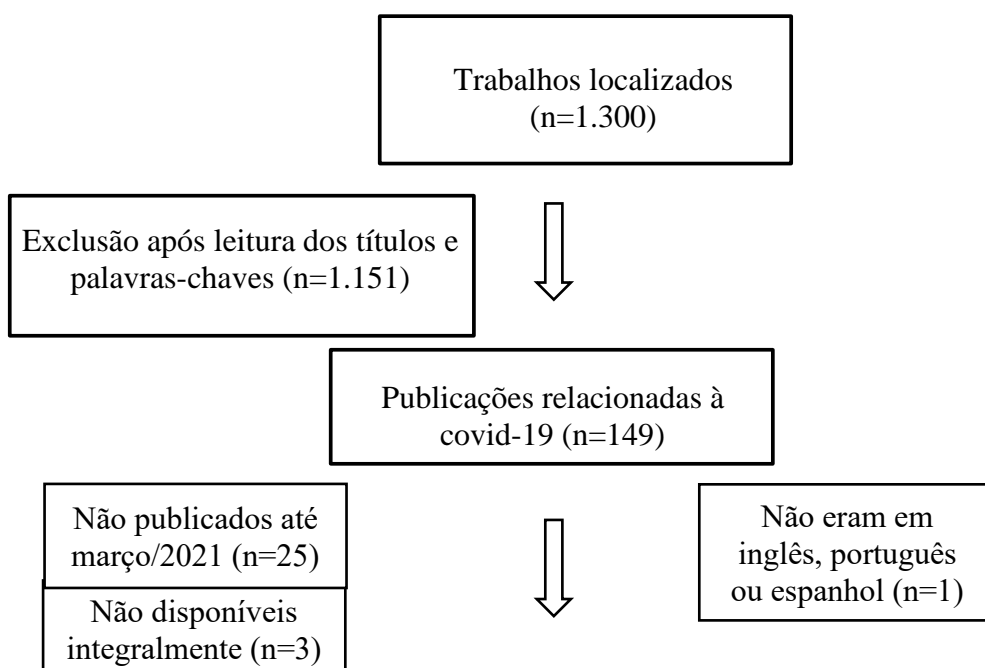 Trabalhos localizados
(n=1.300)
Exclusão após leitura dos títulos e
palavras-chaves (n=1.151)
Publicações relacionadas à
covid-19 (n=149)
Não publicados até
março/2021 (n=25)
Não eram em
inglês, português
ou espanhol (n=1)
Não disponíveis
integralmente (n=3)